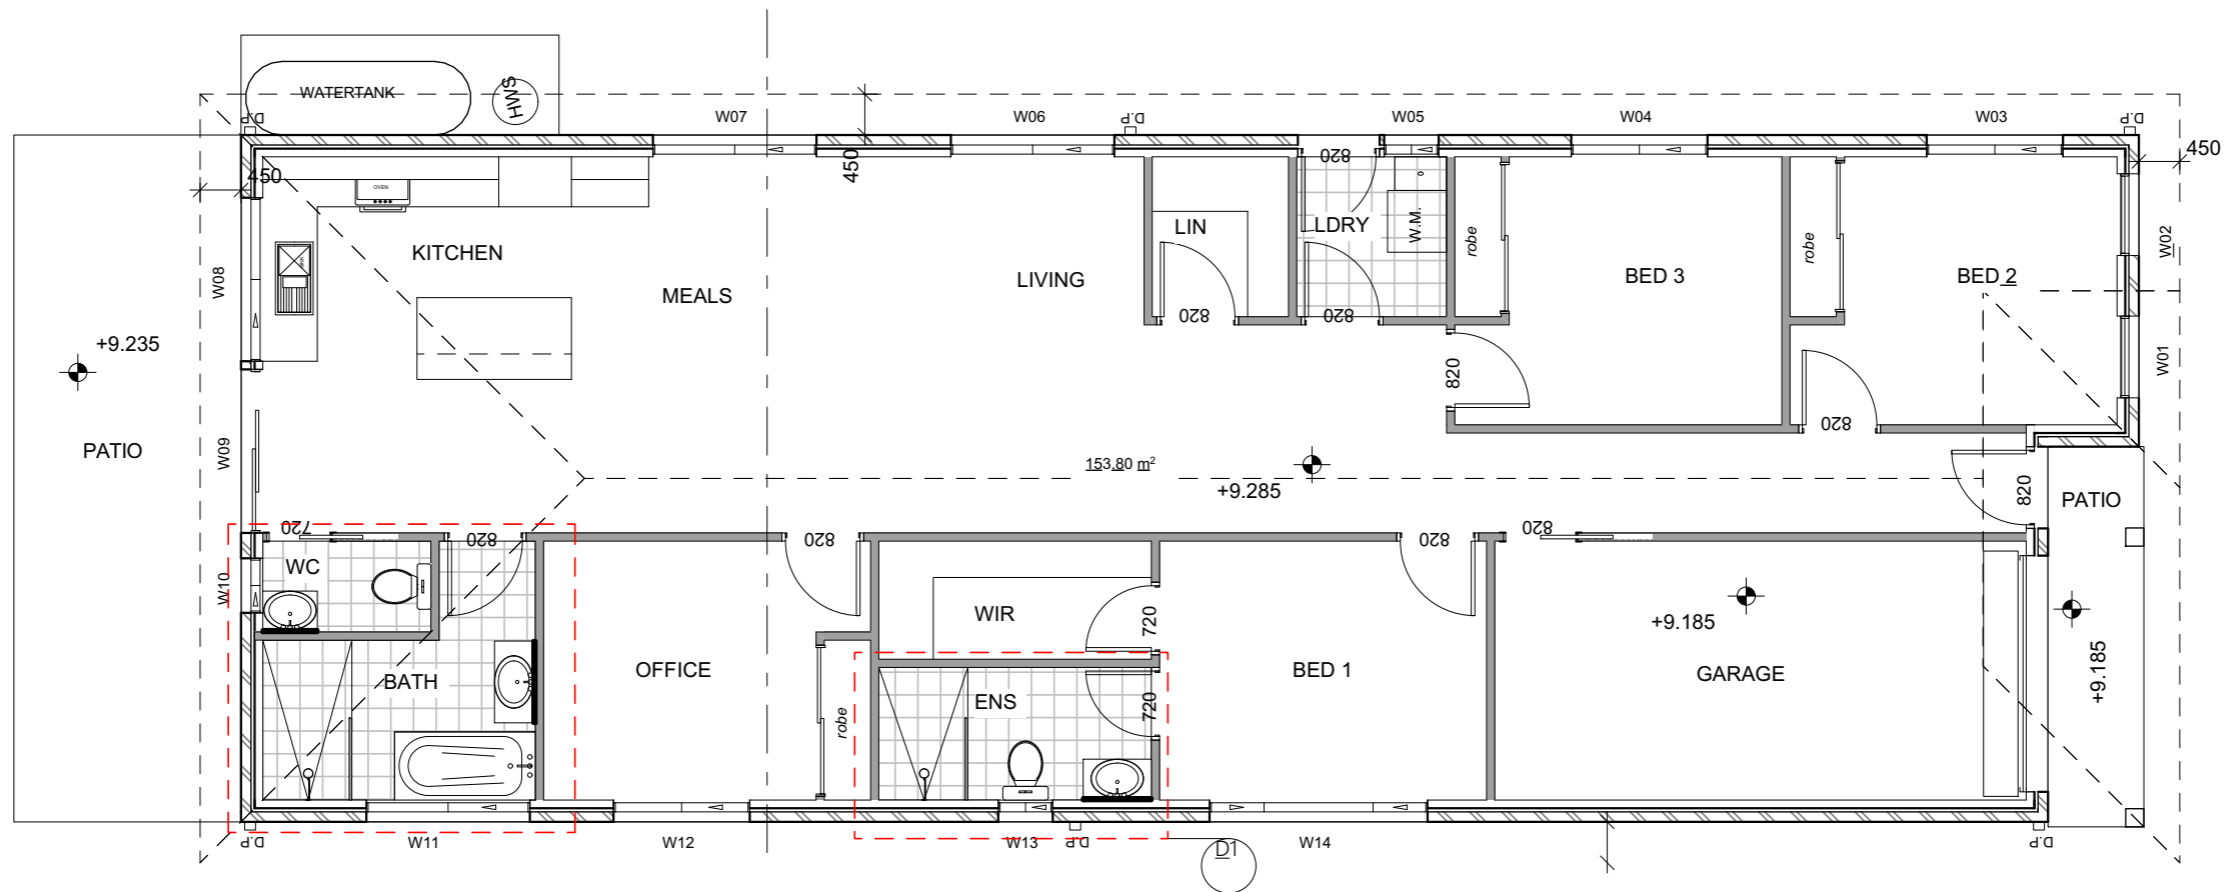 WATERTANK
HWS
D.P
W07
W06
D.P
W05
W04
W03
D.P
450
450
450
820
OVEN
KITCHEN
MEALS
LIVING
LIN
LDRY
W.M.
robe
BED 3
robe
BED 2
W02
W08
820
820
820
820
W01
+9.235
PATIO
W09
153.80 m²
+9.285
820
PATIO
720
820
820
820
820
WC
W10
WIR
720
+9.185
+9.185
BATH
OFFICE
robe
ENS
720
BED 1
GARAGE
D.P
W11
W12
W13
D.P
D1
W14
D.P